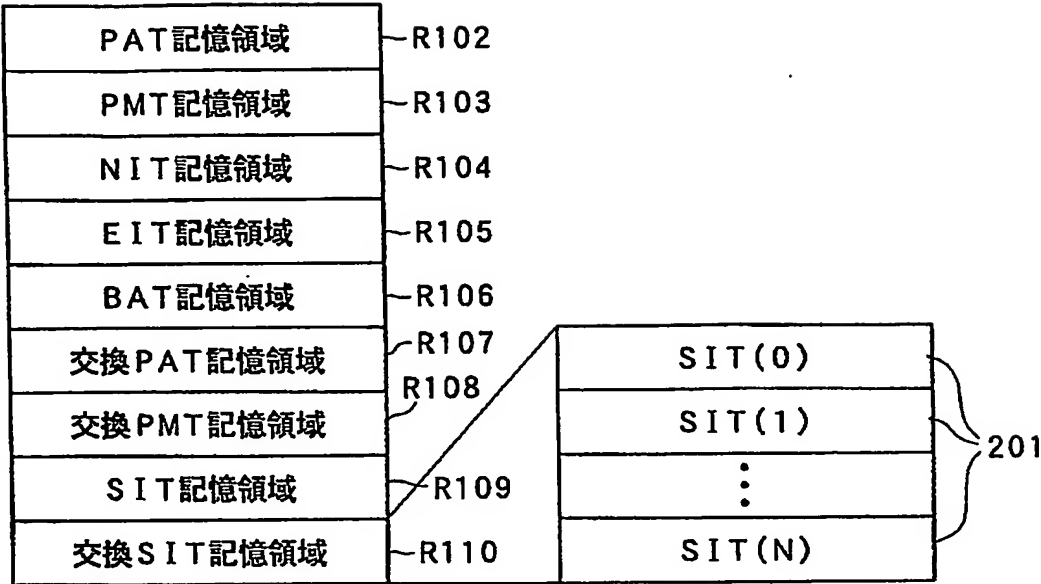 PAT記憶領域 R102
PMT記憶領域 R103
NIT記憶領域 R104
EIT記憶領域 R105
BAT記憶領域 R106
交換PAT記憶領域 R107
交換PMT記憶領域 R108
SIT記憶領域 R109
交換SIT記憶領域 R110
SIT(0)
SIT(1)
⋮
SIT(N)
201